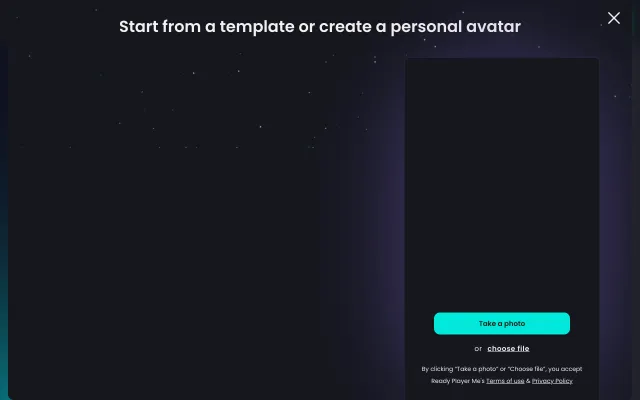 Start from a template or create a personal avatar
Take a photo
or choose file
By clicking “Take a photo” or “Choose file”, you accept
Ready Player Me's Terms of use & Privacy Policy